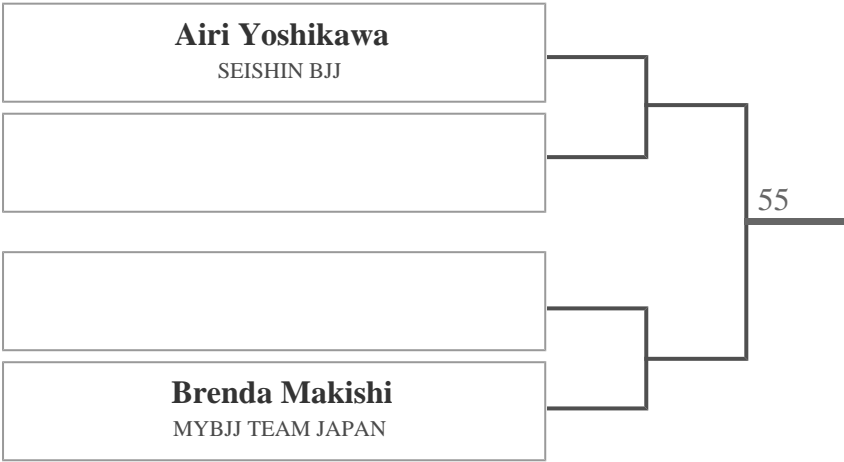 Airi Yoshikawa
SEISHIN BJJ
55
Brenda Makishi
MYBJJ TEAM JAPAN